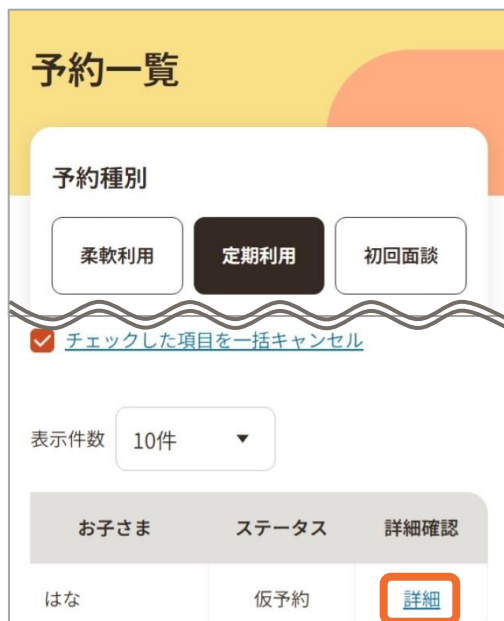 予約一覧
予約種別
柔軟利用 定期利用 初回面談
チェックした項目を一括キャンセル
表示件数 10件
お子さま ステータス 詳細確認
はな 仮予約 詳細